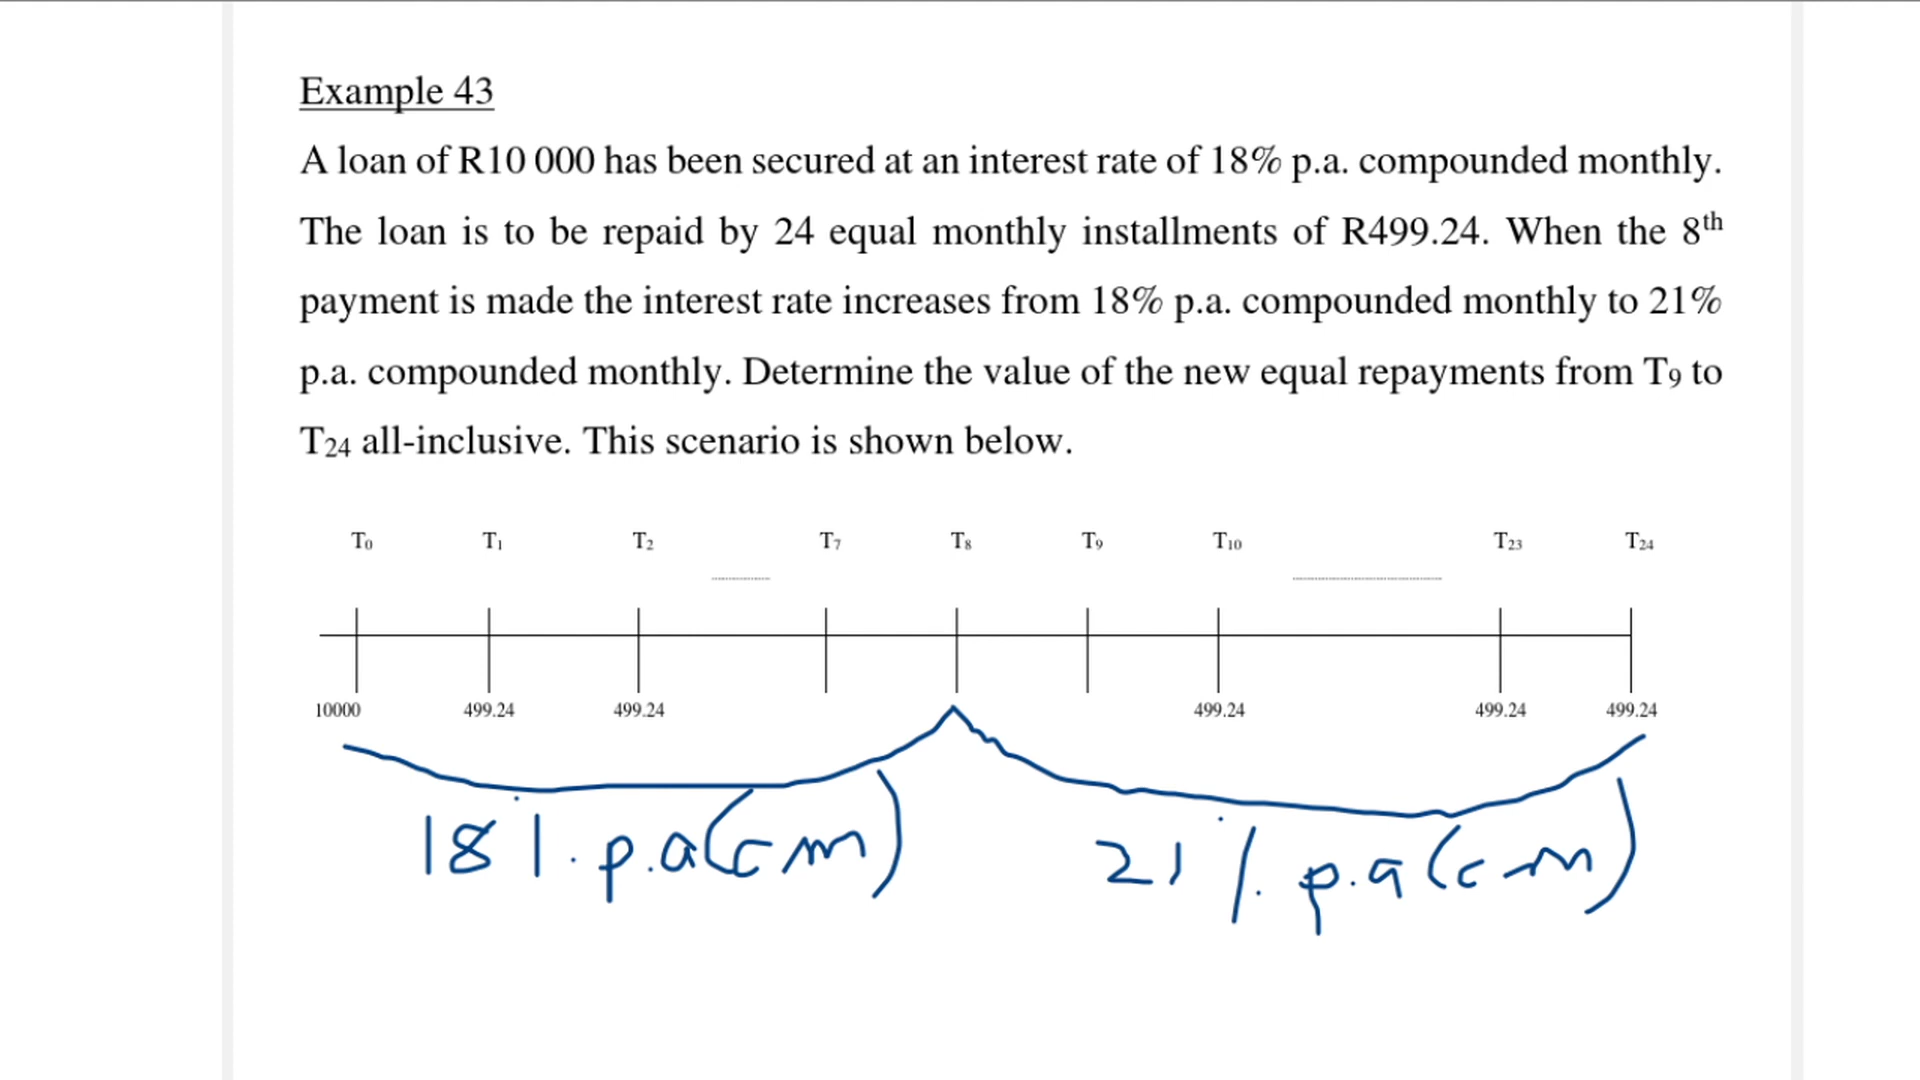 Example 43
A loan of R10 000 has been secured at an interest rate of 18% p.a. compounded monthly.
The loan is to be repaid by 24 equal monthly installments of R499.24. When the 8th
payment is made the interest rate increases from 18% p.a. compounded monthly to 21%
p.a. compounded monthly. Determine the value of the new equal repayments from T9 to
T24 all-inclusive. This scenario is shown below.
T0 T1 T2 T7 T8 T9 T10 T23 T24
10000 499.24 499.24 499.24 499.24 499.24
18%. p.a(cm) 21%. p.a(cm)